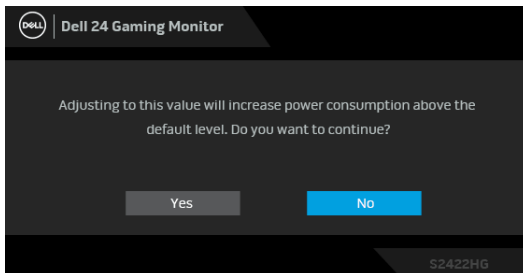 DELL
Dell 24 Gaming Monitor
Adjusting to this value will increase power consumption above the
default level. Do you want to continue?
Yes
No
S2422HG